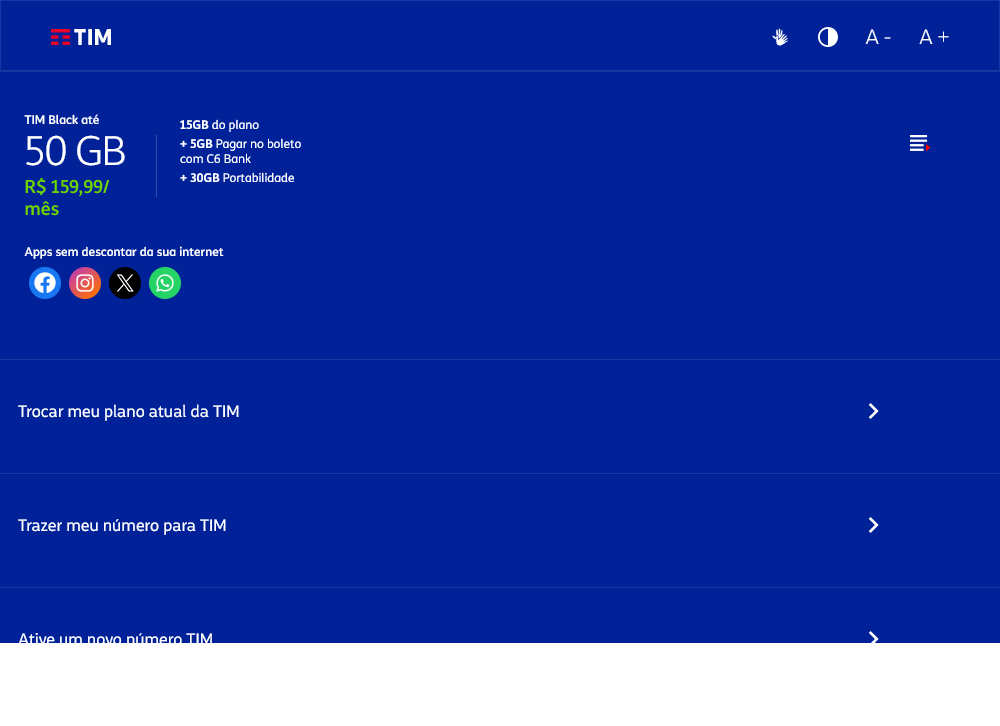 TIM
A -
A +
TIM Black até
50 GB
R$ 159,99/
mês
15GB do plano
+ 5GB Pagar no boleto
com C6 Bank
+ 30GB Portabilidade
Apps sem descontar da sua internet
Trocar meu plano atual da TIM
Trazer meu número para TIM
Ative um novo número TIM